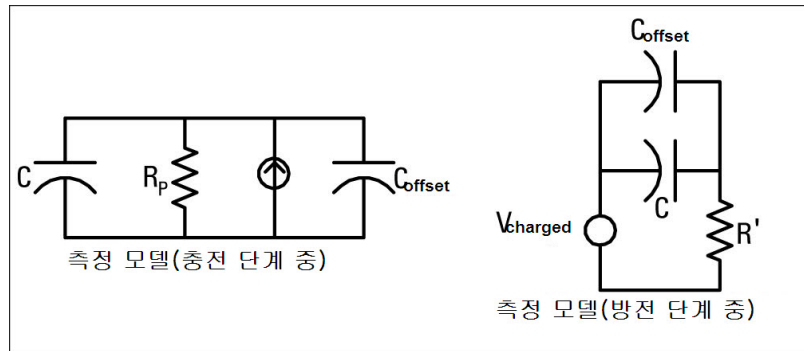 C
RP
Coffset
측정 모델(충전 단계 중)
Coffset
C
Vcharged
R'
측정 모델(방전 단계 중)